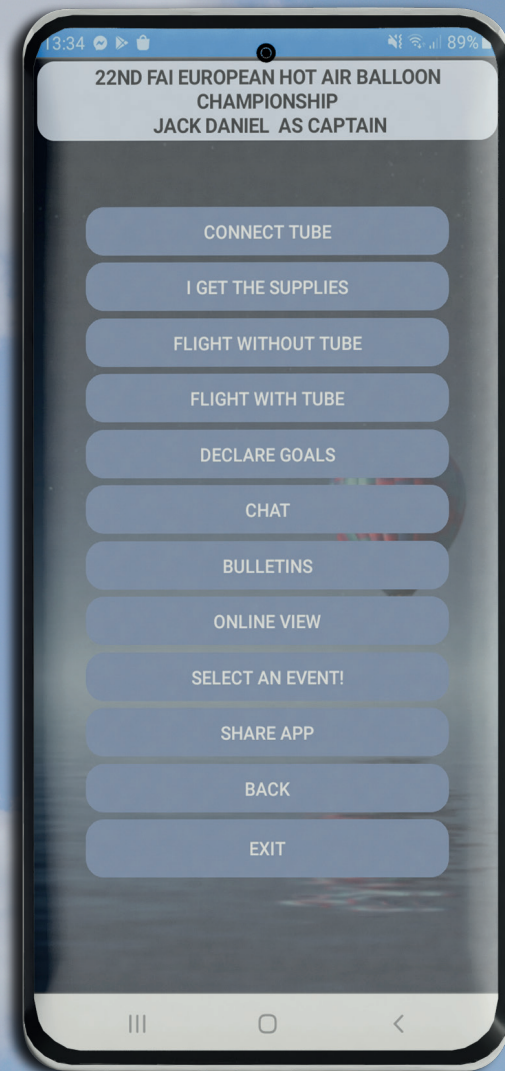 13:34 89%
22ND FAI EUROPEAN HOT AIR BALLOON
CHAMPIONSHIP
JACK DANIEL AS CAPTAIN
CONNECT TUBE
I GET THE SUPPLIES
FLIGHT WITHOUT TUBE
FLIGHT WITH TUBE
DECLARE GOALS
CHAT
BULLETINS
ONLINE VIEW
SELECT AN EVENT!
SHARE APP
BACK
EXIT